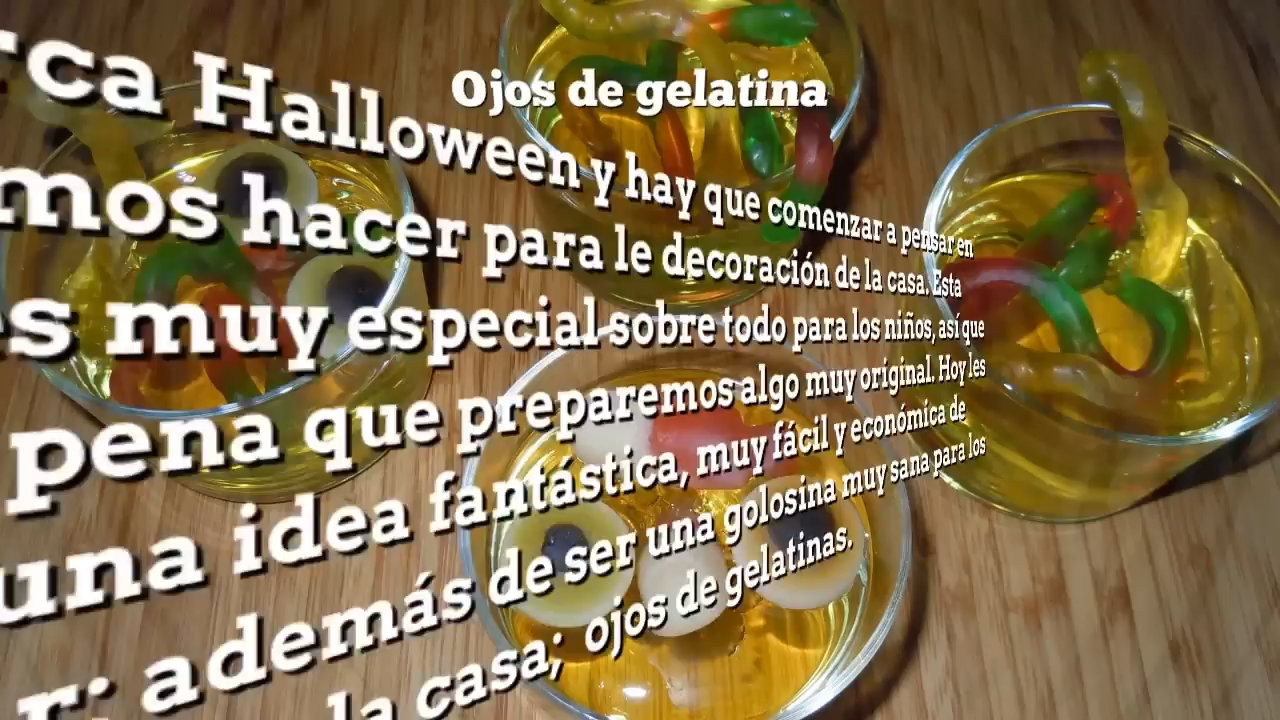 Ojos de gelatina
Halloween y hay que comenzar a pensar en
hacer para le decoración de la casa. Esta
muy especial sobre todo para los niños, así que
pena que preparemos algo muy original. Hoy les
una idea fantástica, muy fácil y económica de
además de ser una golosina muy sana para los
la casa; ojos de gelatinas.